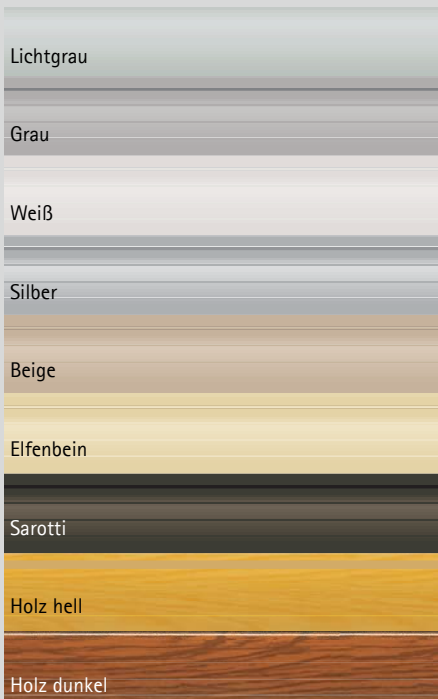 Lichtgrau
Grau
Weiß
Silber
Beige
Elfenbein
Sarotti
Holz hell
Holz dunkel